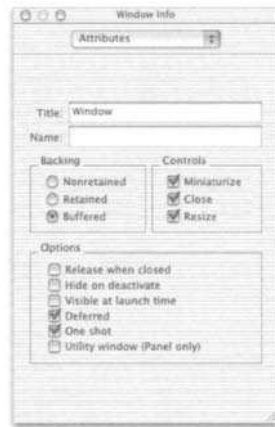 Window Info
Attributes
Title: Window
Name:
Backing
Nonretained
Retained
Buffered
Controls
Miniaturize
Close
Resize
Options
Release when closed
Hide on deactivate
Visible at launch time
Deferred
One shot
Utility window (Panel only)